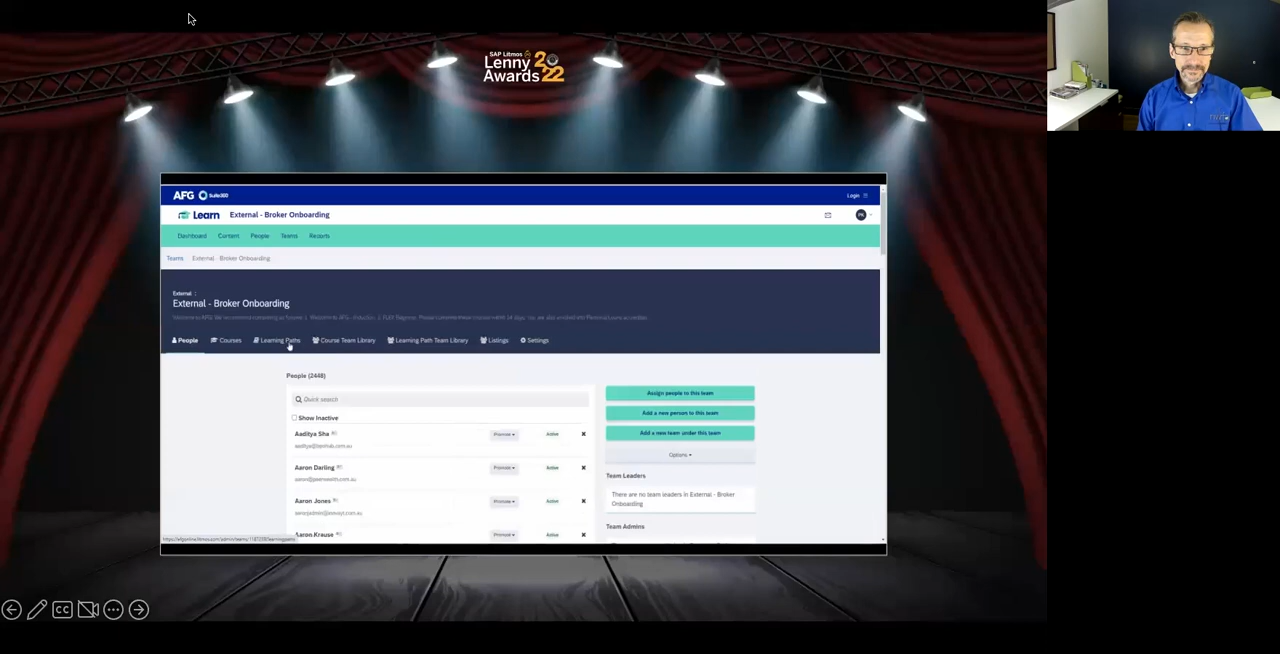 SAP Litmos
Lenny
Awards
2022
AFG Suite360
Login
Learn External - Broker Onboarding
PK
Dashboard Content People Teams Reports
Teams External - Broker Onboarding
External :
External - Broker Onboarding
People Courses Learning Paths Course Team Library Learning Path Team Library Listings Settings
People (2448)
Quick search
Show Inactive
Aaditya Sha
Promote
Active
Aaron Darling
Promote
Active
Aaron Jones
Promote
Active
Aaron Krause
Promote
Active
Assign people to this team
Add a new person to this team
Add a new team under this team
Options
Team Leaders
There are no team leaders in External - Broker
Onboarding
Team Admins
CC